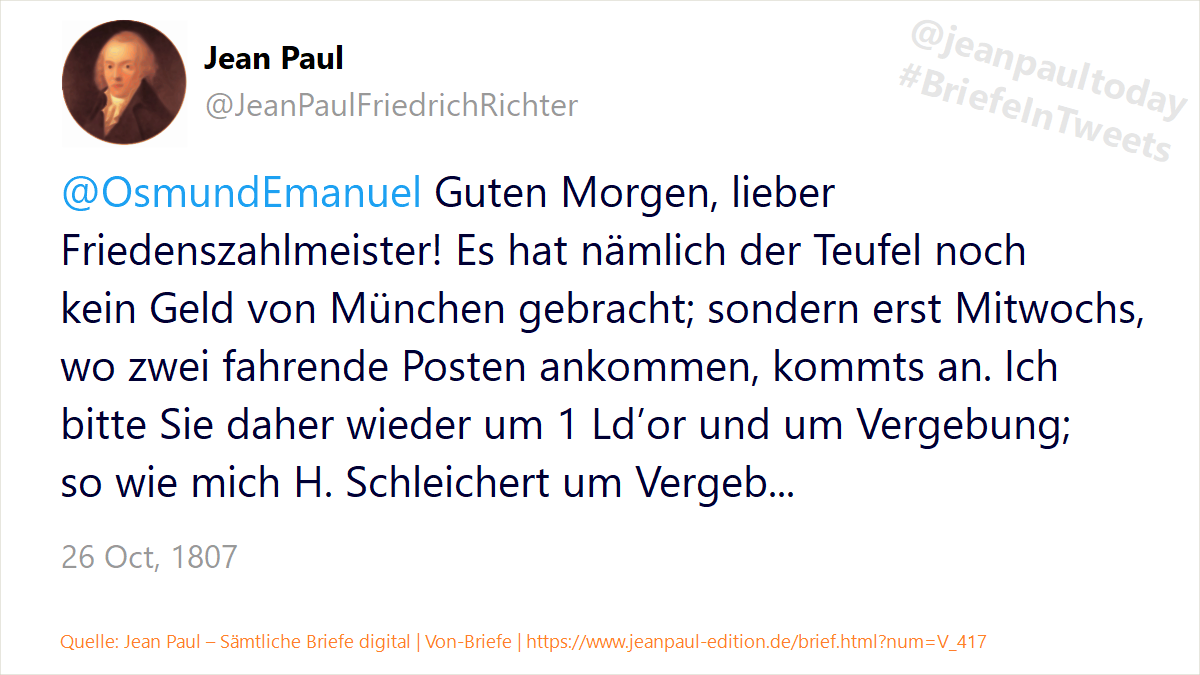 Jean Paul
@JeanPaulFriedrichRichter
@jeanpaultoday
#BriefeInTweets
@OsmundEmanuel Guten Morgen, lieber
Friedenszahlmeister! Es hat nämlich der Teufel noch
kein Geld von München gebracht; sondern erst Mitwochs,
wo zwei fahrende Posten ankommen, kommts an. Ich
bitte Sie daher wieder um 1 Ld’or und um Vergebung;
so wie mich H. Schleichert um Vergeb...
26 Oct, 1807
Quelle: Jean Paul – Sämtliche Briefe digital | Von-Briefe | https://www.jeanpaul-edition.de/brief.html?num=V_417